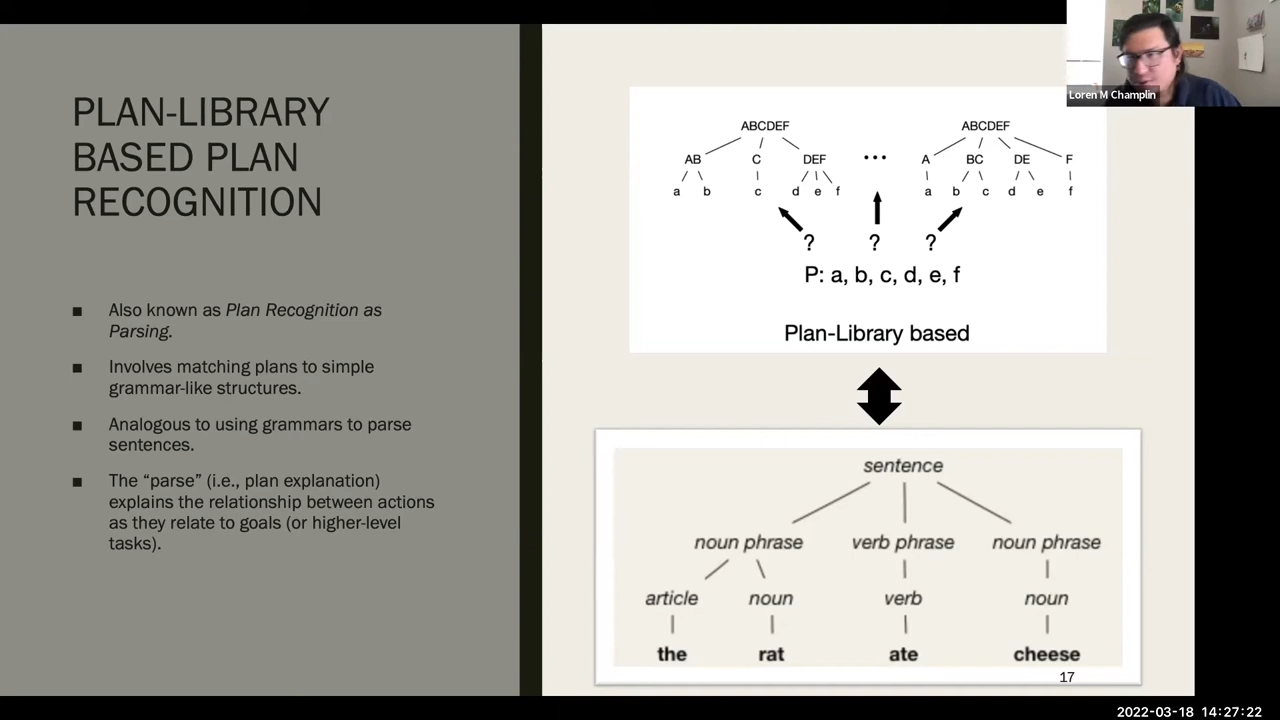 PLAN-LIBRARY
BASED PLAN
RECOGNITION
■ Also known as Plan Recognition as
Parsing.
■ Involves matching plans to simple
grammar-like structures.
■ Analogous to using grammars to parse
sentences.
■ The “parse” (i.e., plan explanation)
explains the relationship between actions
as they relate to goals (or higher-level
tasks).
ABCDEF ABCDEF
AB C DEF ••• A BC DE F
a b c d e f a b c d e f
? ? ?
P: a, b, c, d, e, f
Plan-Library based
sentence
noun phrase verb phrase noun phrase
article noun verb noun
the rat ate cheese
17
Loren M Champlin
2022-03-18 14:27:22